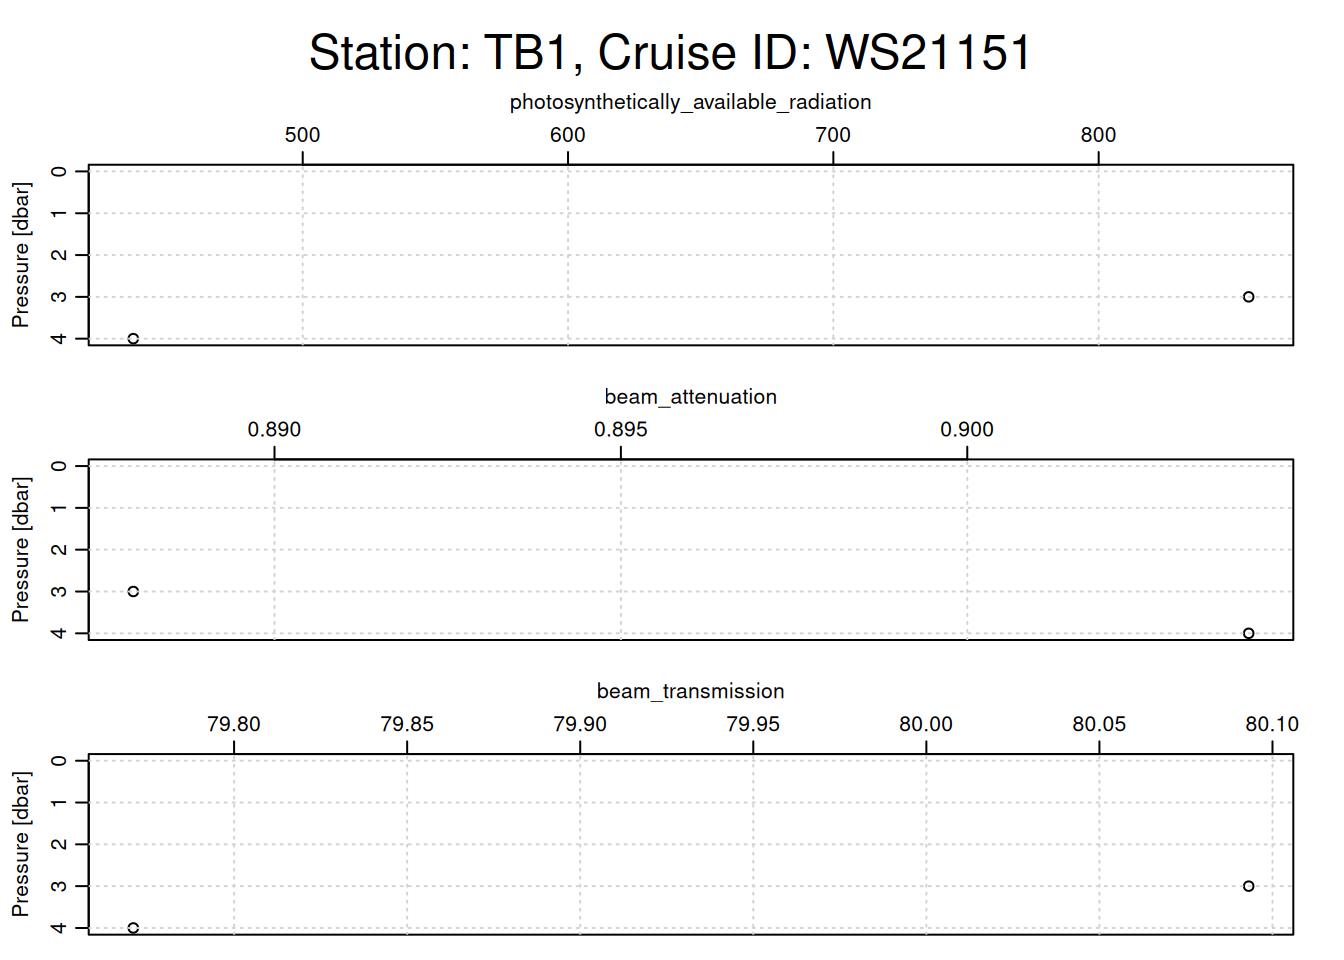 Station: TB1, Cruise ID: WS21151
photosynthetically_available_radiation
500 600 700 800
Pressure [dbar]
0
1
2
3
4
beam_attenuation
0.890 0.895 0.900
Pressure [dbar]
0
1
2
3
4
beam_transmission
79.80 79.85 79.90 79.95 80.00 80.05 80.10
Pressure [dbar]
0
1
2
3
4